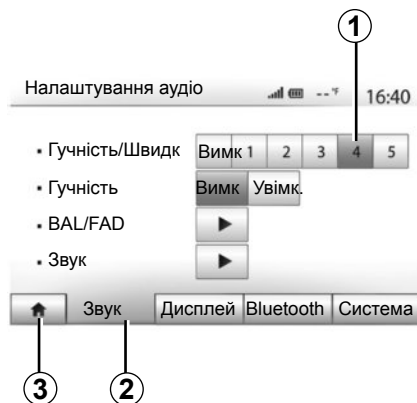 1
Налаштування аудіо --°F 16:40
▪ Гучність/Швидк Вимк 1 2 3 4 5
▪ Гучність Вимк Увімк.
▪ BAL/FAD
▪ Звук
Звук Дисплей Bluetooth Система
3 2